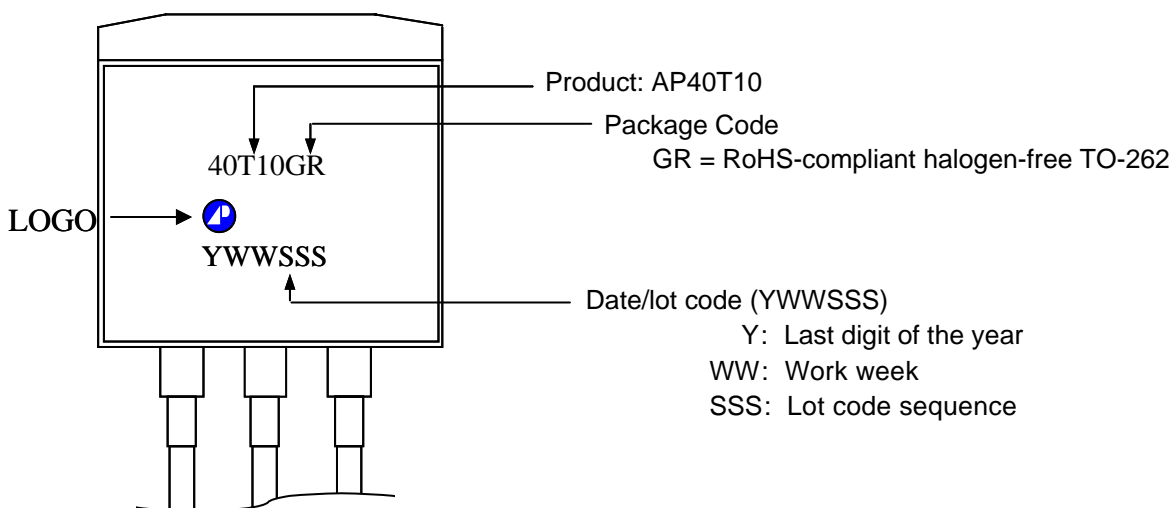 Product: AP40T10
Package Code
GR = RoHS-compliant halogen-free TO-262
40T10GR
LOGO
AP
YWWSSS
Date/lot code (YWWSSS)
Y: Last digit of the year
WW: Work week
SSS: Lot code sequence